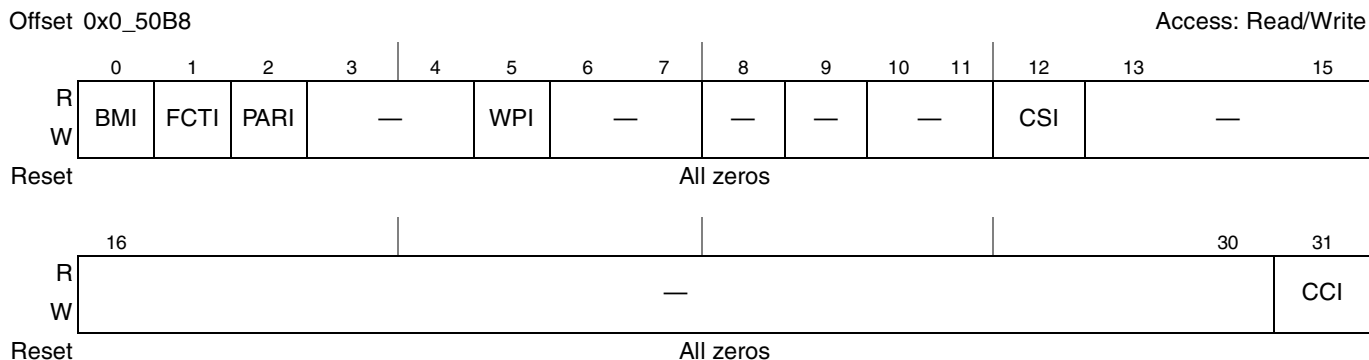 Offset 0x0_50B8 Access: Read/Write
0 1 2 3 4 5 6 7 8 9 10 11 12 13 15
R
W
BMI FCTI PARI — WPI — — — — CSI —
Reset All zeros
16 30 31
R
W
— CCI
Reset All zeros